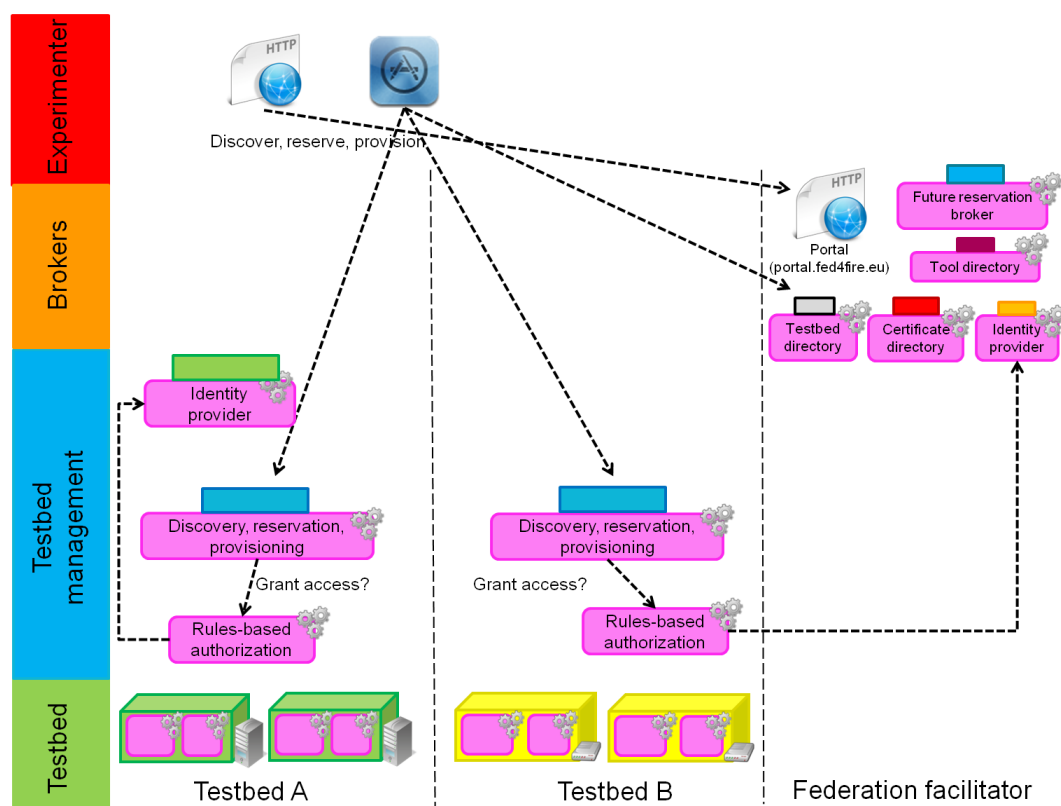 Experimenter
HTTP
Discover, reserve, provision
Brokers
HTTP
Portal
(portal.fed4fire.eu)
Future reservation
broker
Tool directory
Testbed
directory
Certificate
directory
Identity
provider
Testbed
management
Identity
provider
Discovery, reservation,
provisioning
Grant access?
Rules-based
authorization
Discovery, reservation,
provisioning
Grant access?
Rules-based
authorization
Testbed
Testbed A
Testbed B
Federation facilitator